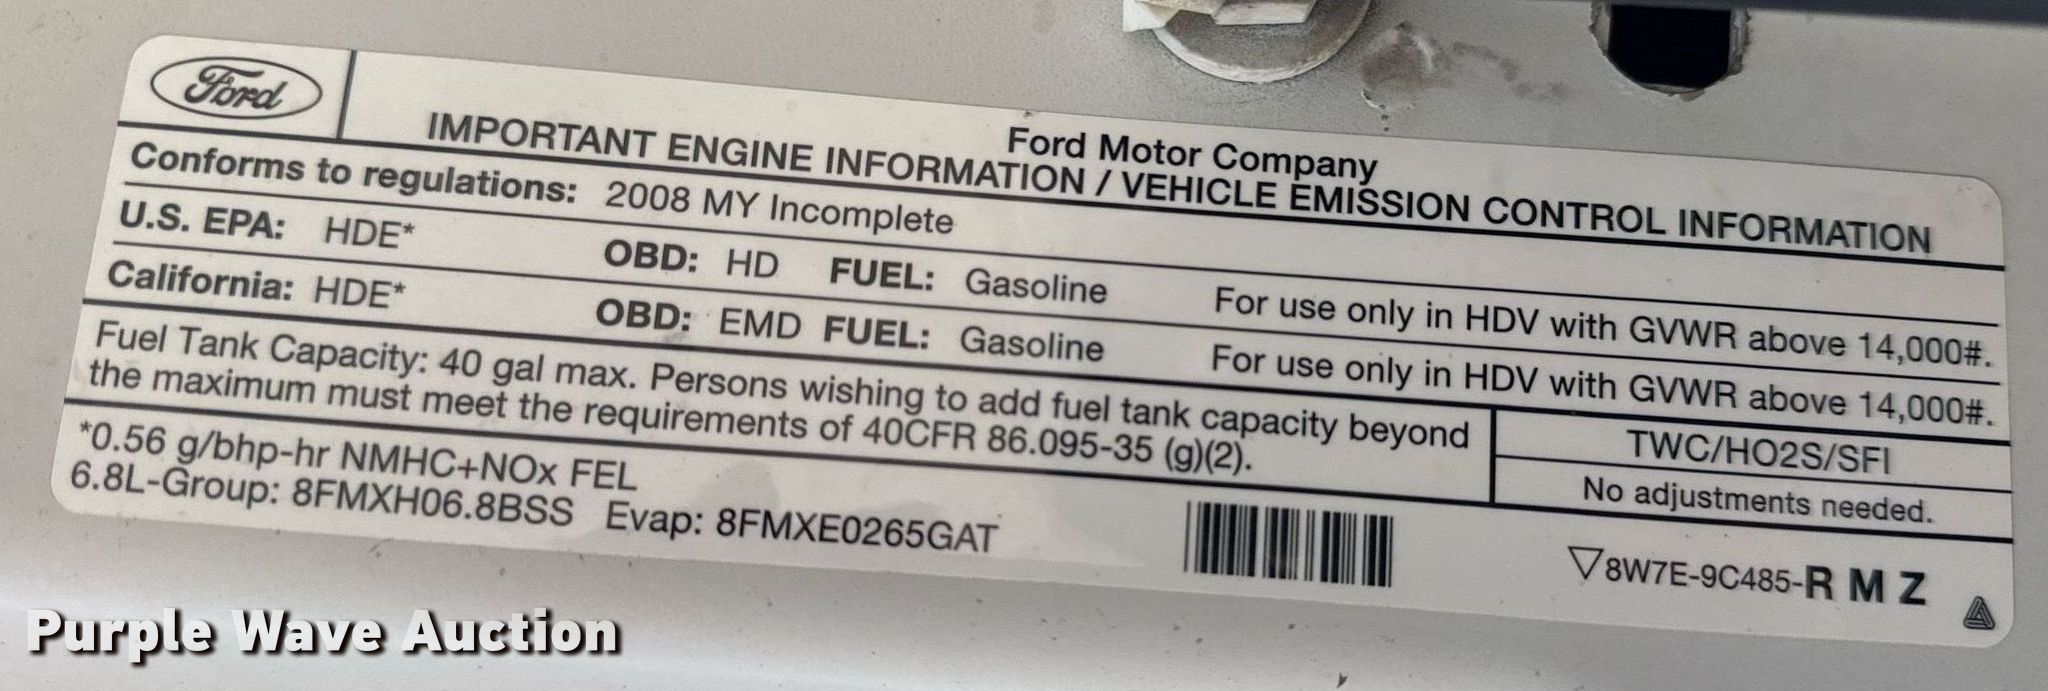 Ford
Ford Motor Company
IMPORTANT ENGINE INFORMATION / VEHICLE EMISSION CONTROL INFORMATION
Conforms to regulations: 2008 MY Incomplete
U.S. EPA: HDE* OBD: HD FUEL: Gasoline For use only in HDV with GVWR above 14,000#.
California: HDE* OBD: EMD FUEL: Gasoline For use only in HDV with GVWR above 14,000#.
Fuel Tank Capacity: 40 gal max. Persons wishing to add fuel tank capacity beyond
the maximum must meet the requirements of 40CFR 86.095-35 (g)(2).
TWC/HO2S/SFI
No adjustments needed.
*0.56 g/bhp-hr NMHC+NOx FEL
6.8L-Group: 8FMXH06.8BSS Evap: 8FMXE0265GAT
▽8W7E-9C485-R M Z
Purple Wave Auction